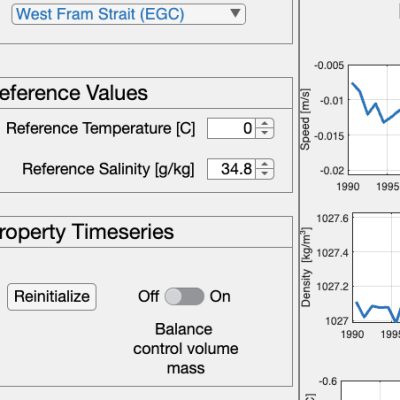 West Fram Strait (EGC)
eference Values
Reference Temperature [C] 0
Reference Salinity [g/kg] 34.8
roperty Timeseries
Reinitialize
Off On
Balance
control volume
mass
Speed [m/s]
-0.005
-0.01
-0.015
-0.02
1990 1995
Density [kg/m³]
1027.6
1027.4
1027.2
1027
1990 199
-0.6